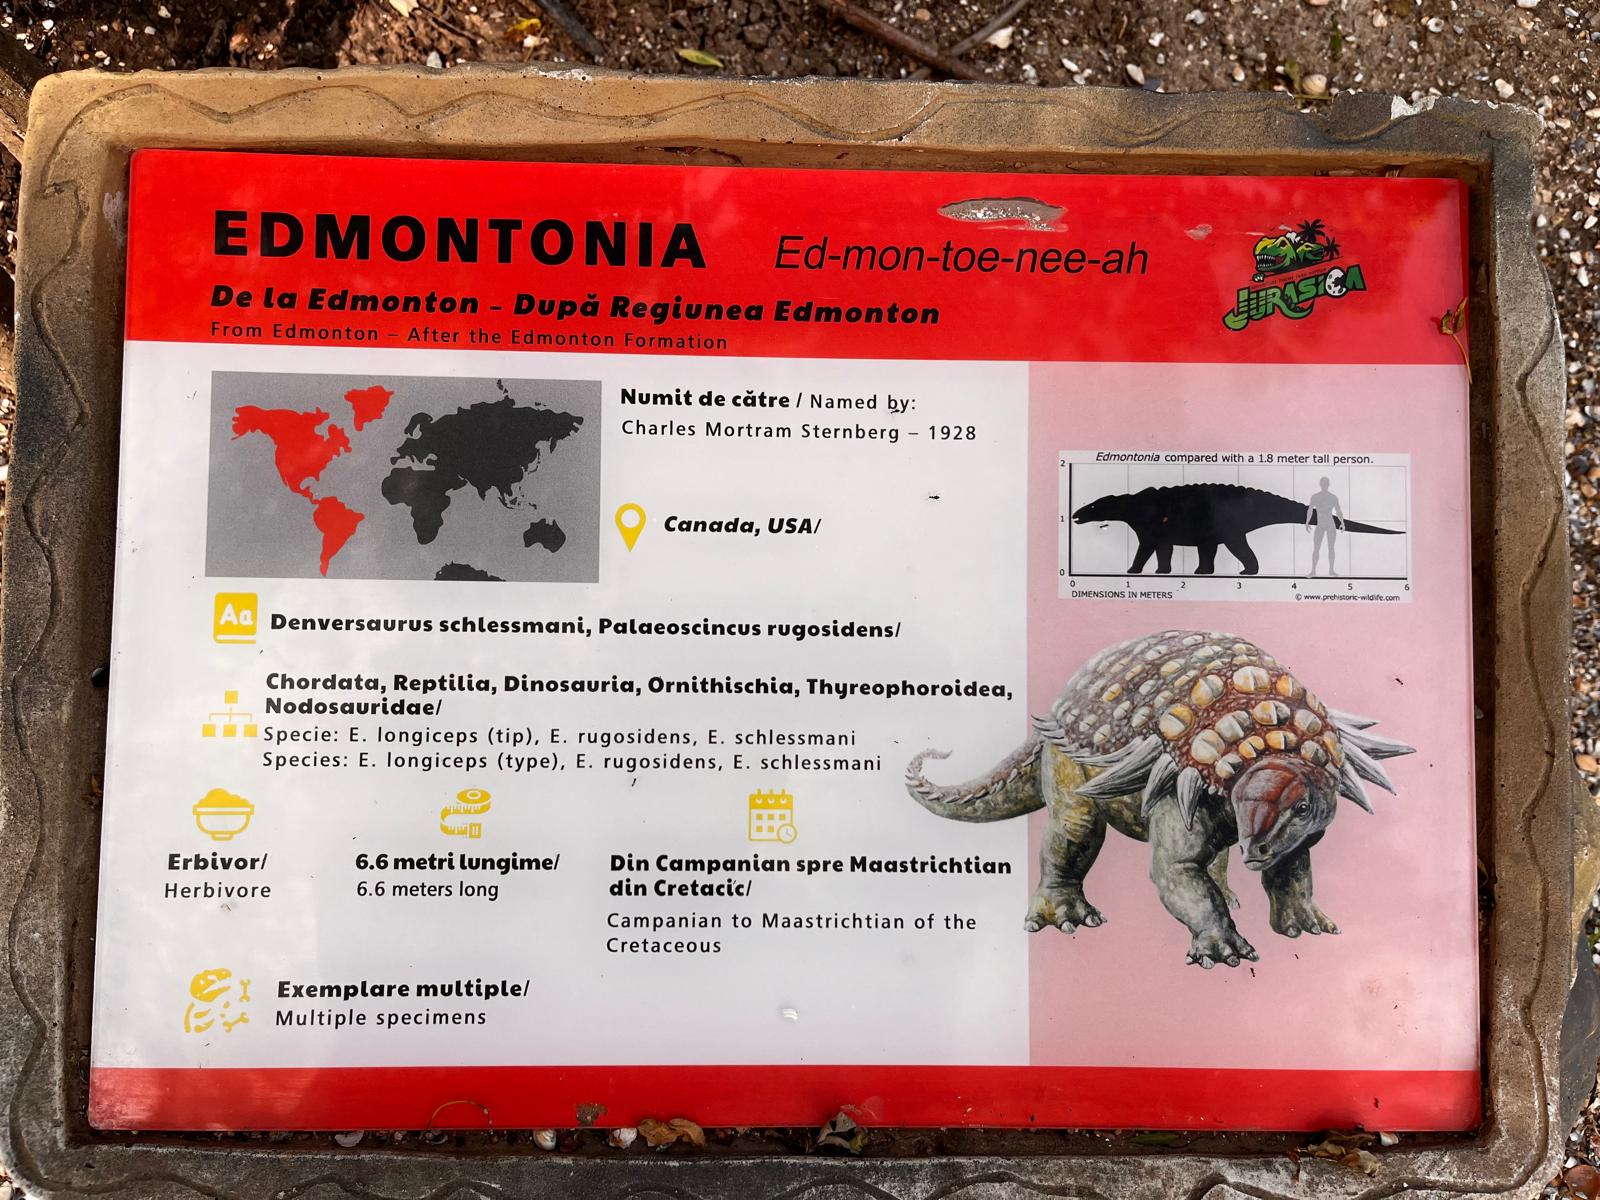 EDMONTONIA Ed-mon-toe-nee-ah
De la Edmonton – După Regiunea Edmonton
From Edmonton – After the Edmonton Formation
JURASICA
Numit de către / Named by:
Charles Mortram Sternberg – 1928
Canada, USA/
Edmontonia compared with a 1.8 meter tall person.
2
1
0
0 1 2 3 4 5 6
DIMENSIONS IN METERS © www.prehistoric-wildlife.com
Aa
Denversaurus schlessmani, Palaeoscincus rugosidens/
Chordata, Reptilia, Dinosauria, Ornithischia, Thyreophoroidea,
Nodosauridae/
Specie: E. longiceps (tip), E. rugosidens, E. schlessmani
Species: E. longiceps (type), E. rugosidens, E. schlessmani
Erbivor/
Herbivore
6.6 metri lungime/
6.6 meters long
Din Campanian spre Maastrichtian
din Cretacic/
Campanian to Maastrichtian of the
Cretaceous
Exemplare multiple/
Multiple specimens